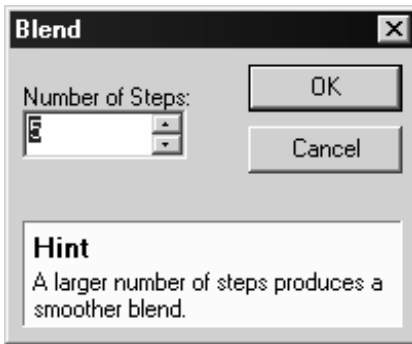 Blend
Number of Steps:
5
OK
Cancel
Hint
A larger number of steps produces a
smoother blend.